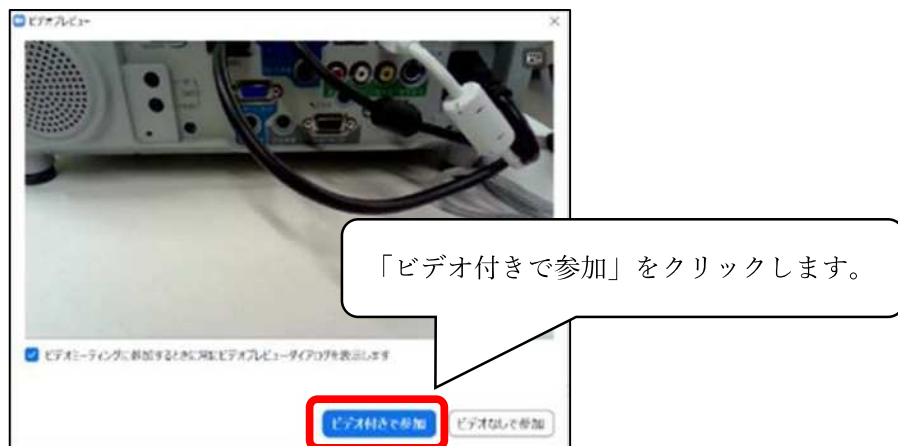 ビデオプレビュー
「ビデオ付きで参加」をクリックします。
ビデオミーティングに参加するときに常にビデオプレビューダイアログを表示します
ビデオ付きで参加
ビデオなしで参加